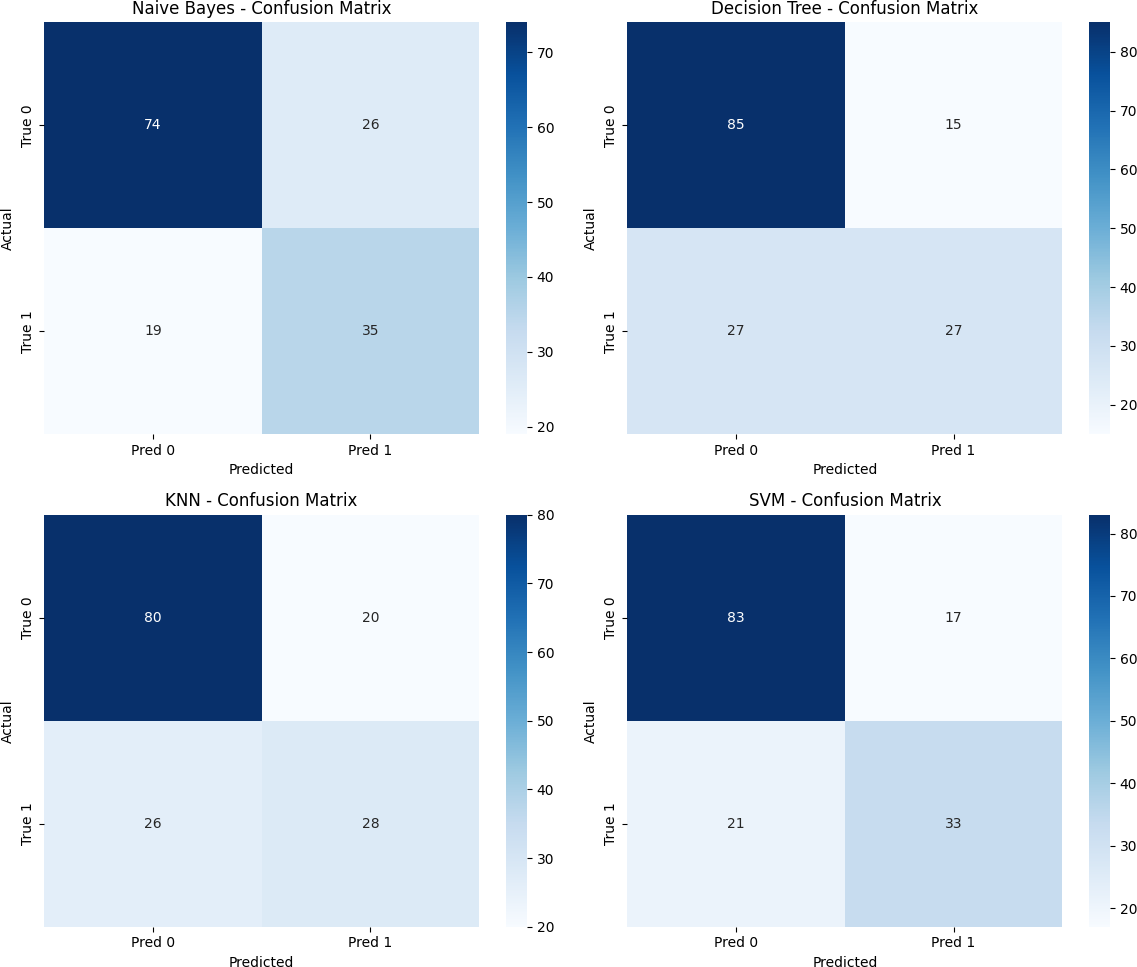 Naive Bayes - Confusion Matrix
70
60
50
40
30
20
True 0
True 1
Actual
74
26
19
35
Pred 0
Pred 1
Predicted
Decision Tree - Confusion Matrix
80
70
60
50
40
30
20
True 0
True 1
Actual
85
15
27
27
Pred 0
Pred 1
Predicted
KNN - Confusion Matrix
80
70
60
50
40
30
20
True 0
True 1
Actual
80
20
26
28
Pred 0
Pred 1
Predicted
SVM - Confusion Matrix
80
70
60
50
40
30
20
True 0
True 1
Actual
83
17
21
33
Pred 0
Pred 1
Predicted